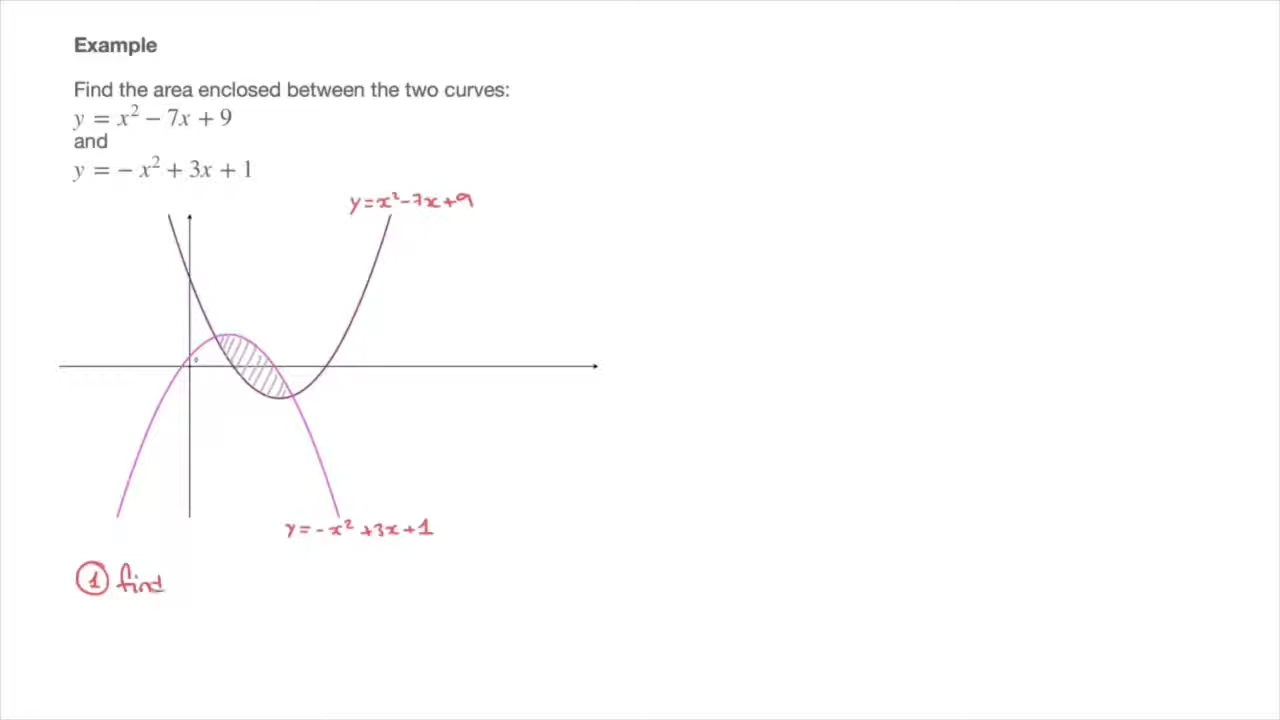 Example
Find the area enclosed between the two curves:
y = x² − 7x + 9
and
y = − x² + 3x + 1
y=x²-7x+9
y=-x²+3x+1
① find